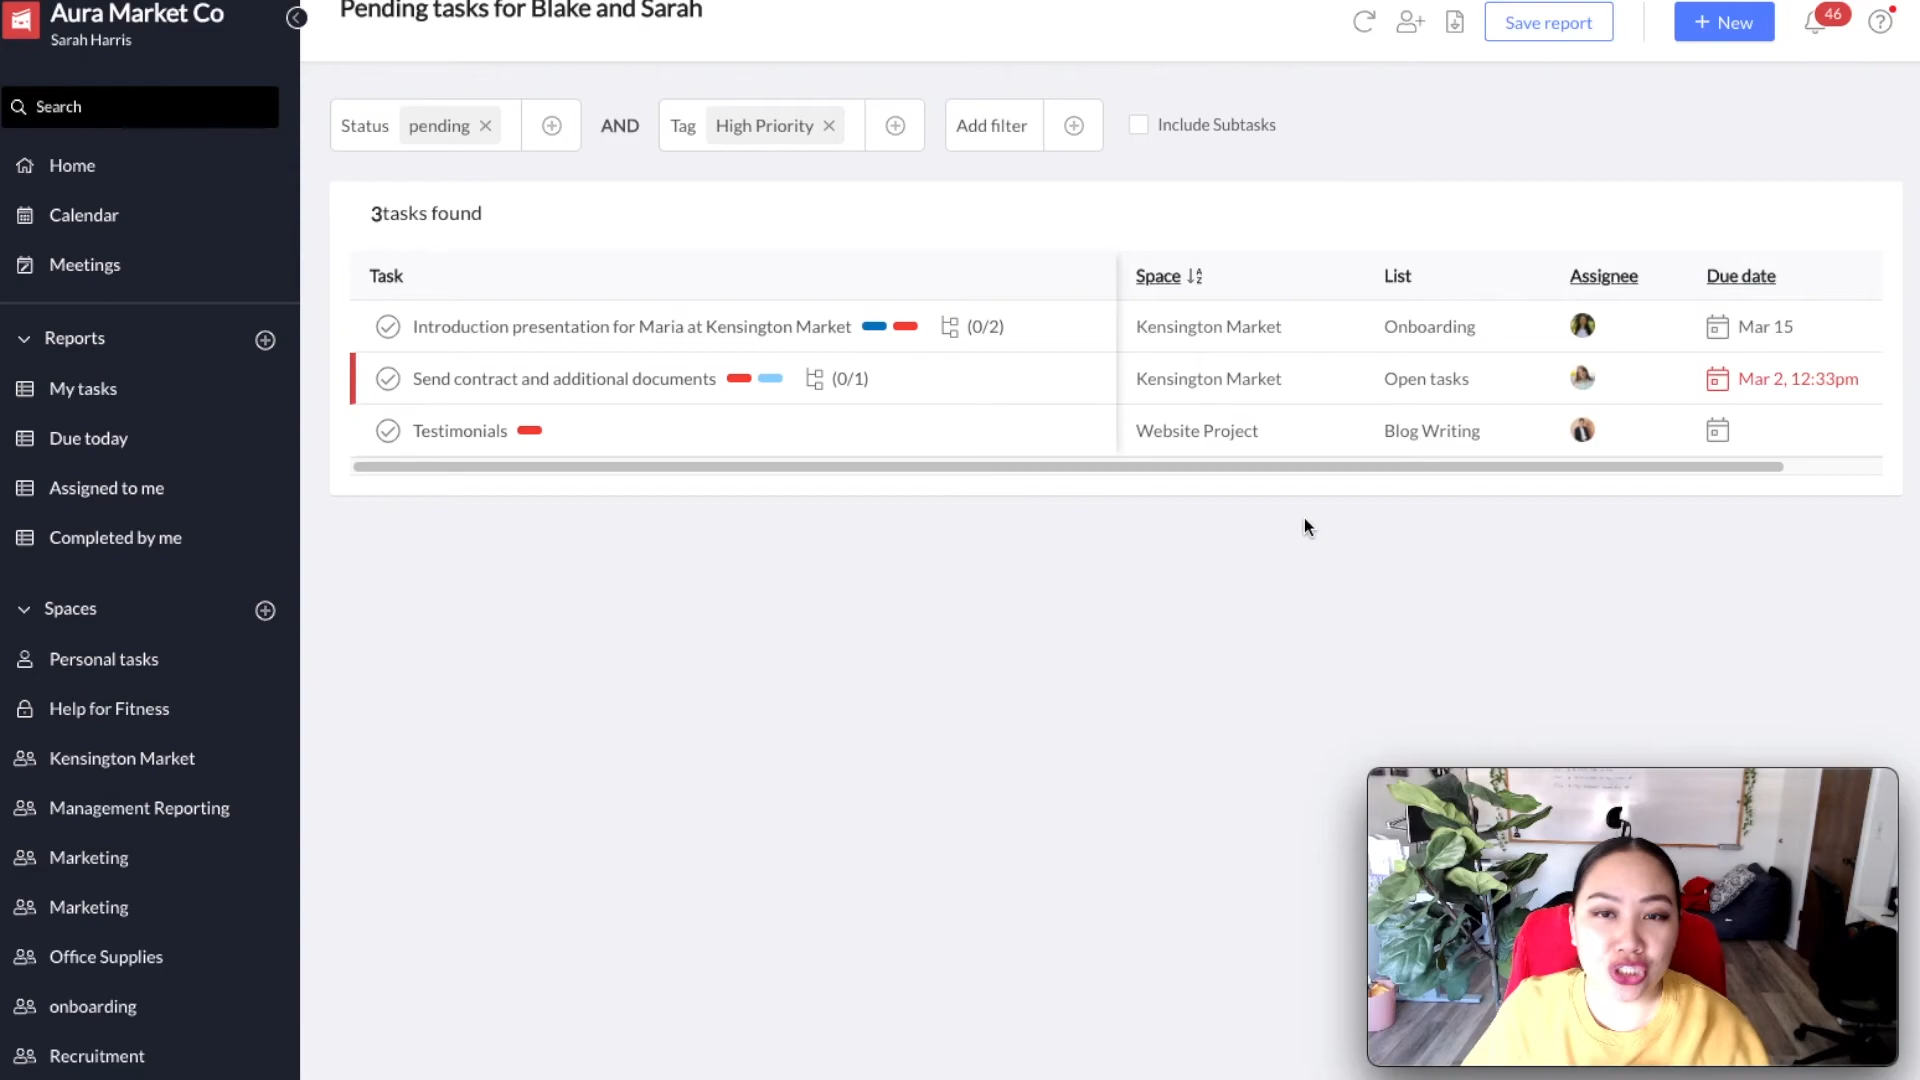 Aura Market Co
Sarah Harris
Search
Home
Calendar
Meetings
Reports
My tasks
Due today
Assigned to me
Completed by me
Spaces
Personal tasks
Help for Fitness
Kensington Market
Management Reporting
Marketing
Marketing
Office Supplies
onboarding
Recruitment
Pending tasks for Blake and Sarah
Save report
+ New
46
Status pending
AND
Tag High Priority
Add filter
Include Subtasks
3tasks found
Task Space List Assignee Due date
Introduction presentation for Maria at Kensington Market (0/2) Kensington Market Onboarding Mar 15
Send contract and additional documents (0/1) Kensington Market Open tasks Mar 2, 12:33pm
Testimonials Website Project Blog Writing